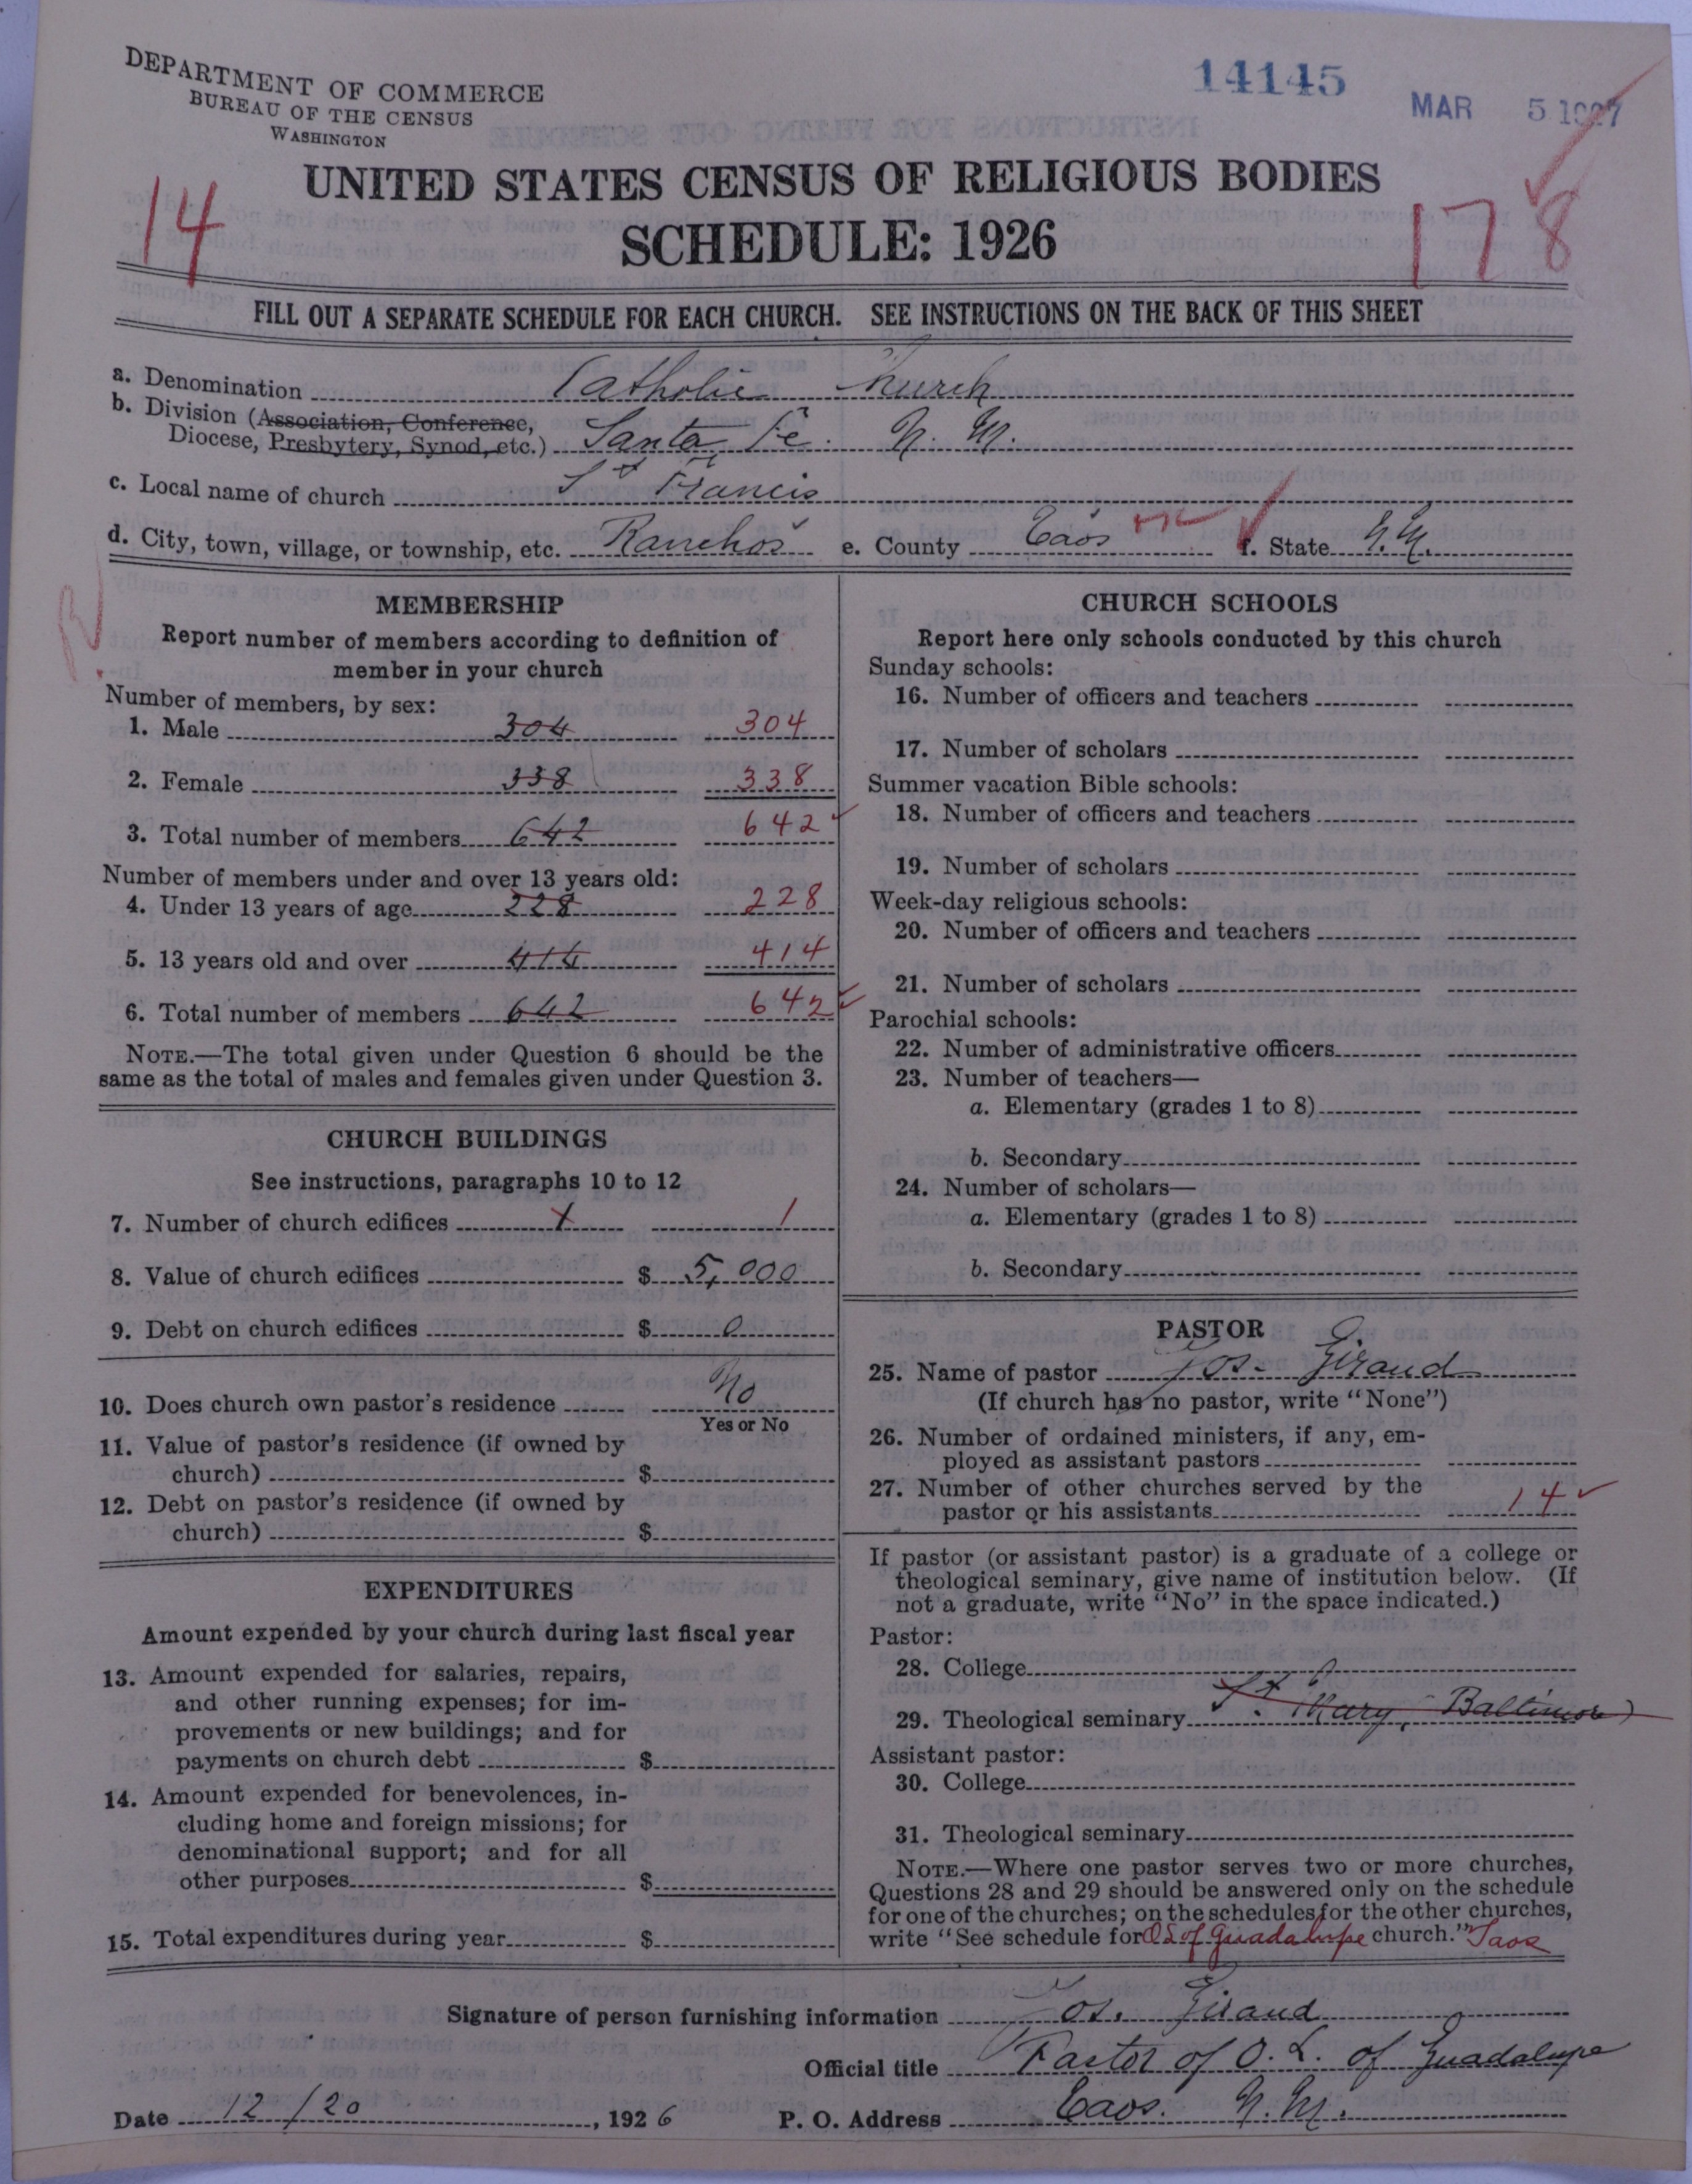 DEPARTMENT OF COMMERCE
BUREAU OF THE CENSUS
WASHINGTON
14145
MAR 5 1927
UNITED STATES CENSUS OF RELIGIOUS BODIES
SCHEDULE: 1926
14
178
FILL OUT A SEPARATE SCHEDULE FOR EACH CHURCH. SEE INSTRUCTIONS ON THE BACK OF THIS SHEET
a. Denomination Catholic Church
b. Division (Association, Conference,
Diocese, Presbytery, Synod, etc.) Santa Fe. N. M.
c. Local name of church St Francis
d. City, town, village, or township, etc. Ranchos e. County Taos f. State N.M.
MEMBERSHIP
Report number of members according to definition of
member in your church
Number of members, by sex:
1. Male 304 304
2. Female 338 338
3. Total number of members 642 642
Number of members under and over 13 years old:
4. Under 13 years of age 228 228
5. 13 years old and over 414 414
6. Total number of members 642 642
NOTE.—The total given under Question 6 should be the
same as the total of males and females given under Question 3.
CHURCH BUILDINGS
See instructions, paragraphs 10 to 12
7. Number of church edifices 1 1
8. Value of church edifices $ 5,000
9. Debt on church edifices $ 0
10. Does church own pastor's residence No
Yes or No
11. Value of pastor's residence (if owned by
church) $
12. Debt on pastor's residence (if owned by
church) $
EXPENDITURES
Amount expended by your church during last fiscal year
13. Amount expended for salaries, repairs,
and other running expenses; for im-
provements or new buildings; and for
payments on church debt $
14. Amount expended for benevolences, in-
cluding home and foreign missions; for
denominational support; and for all
other purposes $
15. Total expenditures during year $
CHURCH SCHOOLS
Report here only schools conducted by this church
Sunday schools:
16. Number of officers and teachers
17. Number of scholars
Summer vacation Bible schools:
18. Number of officers and teachers
19. Number of scholars
Week-day religious schools:
20. Number of officers and teachers
21. Number of scholars
Parochial schools:
22. Number of administrative officers
23. Number of teachers—
a. Elementary (grades 1 to 8)
b. Secondary
24. Number of scholars—
a. Elementary (grades 1 to 8)
b. Secondary
PASTOR
25. Name of pastor Jos. Giraud
(If church has no pastor, write "None")
26. Number of ordained ministers, if any, em-
ployed as assistant pastors
27. Number of other churches served by the
pastor or his assistants 14
If pastor (or assistant pastor) is a graduate of a college or
theological seminary, give name of institution below. (If
not a graduate, write "No" in the space indicated.)
Pastor:
28. College
29. Theological seminary St. Mary, Baltimore
Assistant pastor:
30. College
31. Theological seminary
NOTE.—Where one pastor serves two or more churches,
Questions 28 and 29 should be answered only on the schedule
for one of the churches; on the schedules for the other churches,
write "See schedule for O L of Guadalupe church." Taos
Signature of person furnishing information Jos. Giraud
Official title Pastor of O. L. of Guadalupe
Date 12/20, 1926 P. O. Address Taos. N. M.